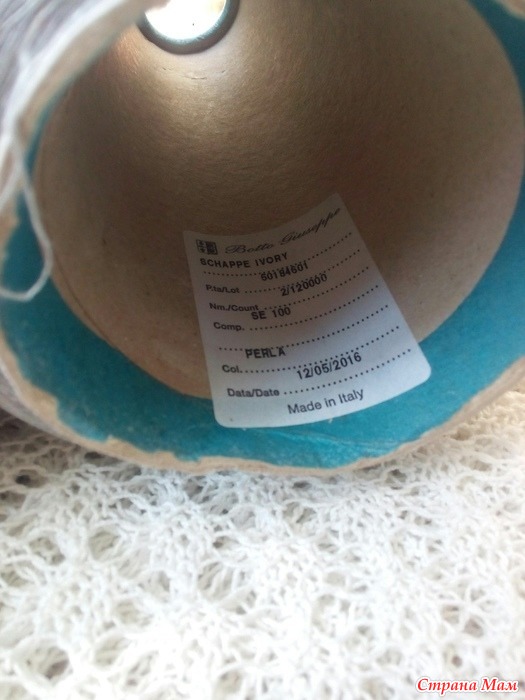 Botto Giuseppe
SCHAPPE IVORY
P.ta/Lot 50184601
Nm./Count 2/120000
Comp. SE 100
PERLA
Col.
Data/Date 12/05/2016
Made in Italy
Страна Мам